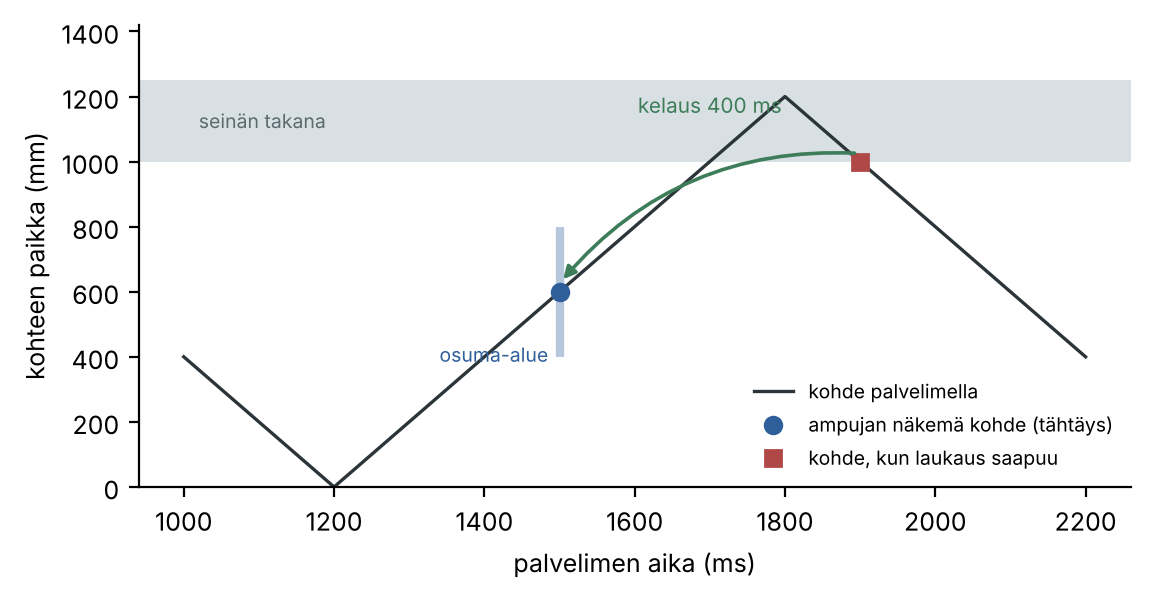 kohteen paikka (mm)
1400
1200
1000
800
600
400
200
0
seinän takana
kelaus 400 ms
osuma-alue
kohde palvelimella
ampujan näkemä kohde (tähtäys)
kohde, kun laukaus saapuu
1000 1200 1400 1600 1800 2000 2200
palvelimen aika (ms)